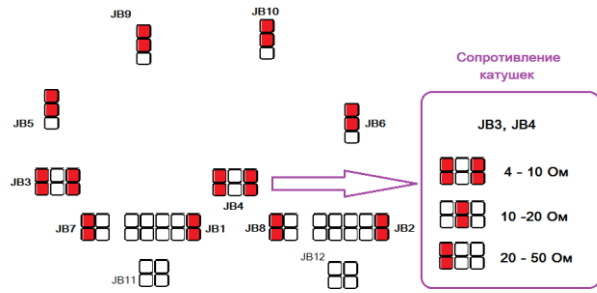 JB9
JB10
JB5
JB6
JB3
JB4
JB7
JB1
JB8
JB2
JB11
JB12
Сопротивление
катушек
JB3, JB4
4 - 10 Ом
10 -20 Ом
20 - 50 Ом